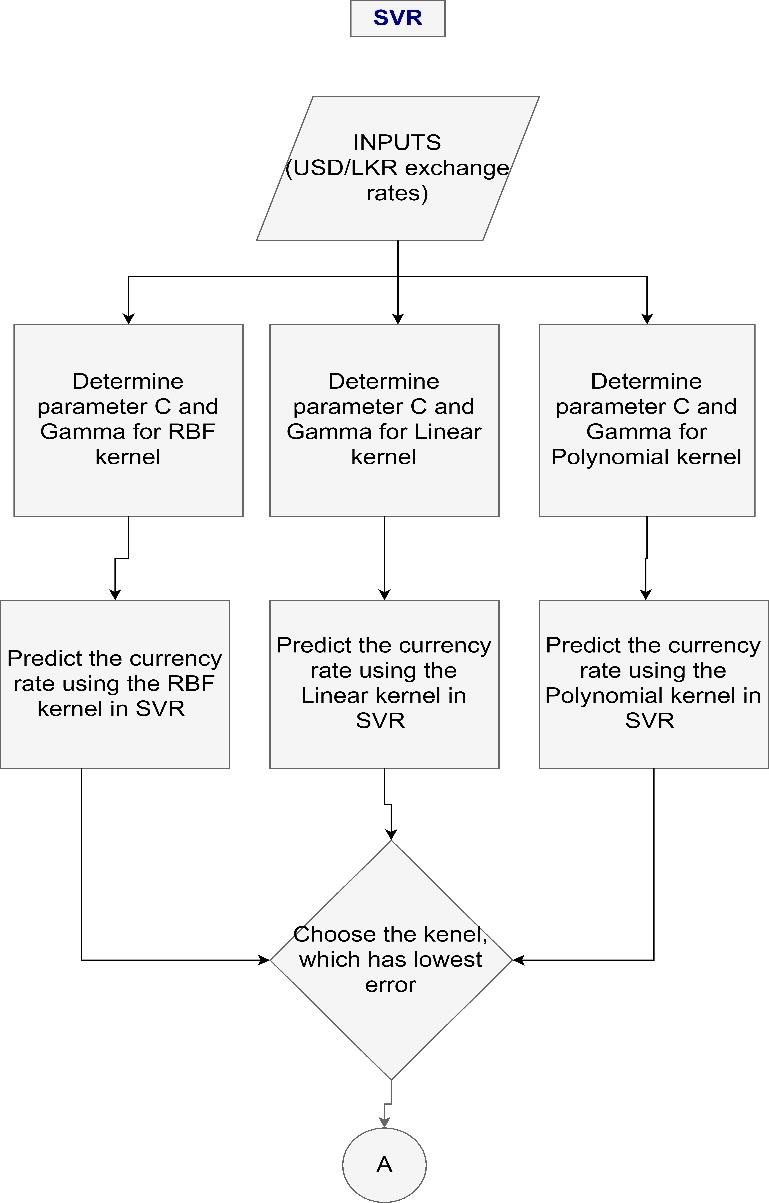 SVR
INPUTS
(USD/LKR exchange
rates)
Determine
parameter C and
Gamma for RBF
kernel
Determine
parameter C and
Gamma for Linear
kernel
Determine
parameter C and
Gamma for
Polynomial kernel
Predict the currency
rate using the RBF
kernel in SVR
Predict the currency
rate using the
Linear kernel in
SVR
Predict the currency
rate using the
Polynomial kernel in
SVR
Choose the kenel,
which has lowest
error
A